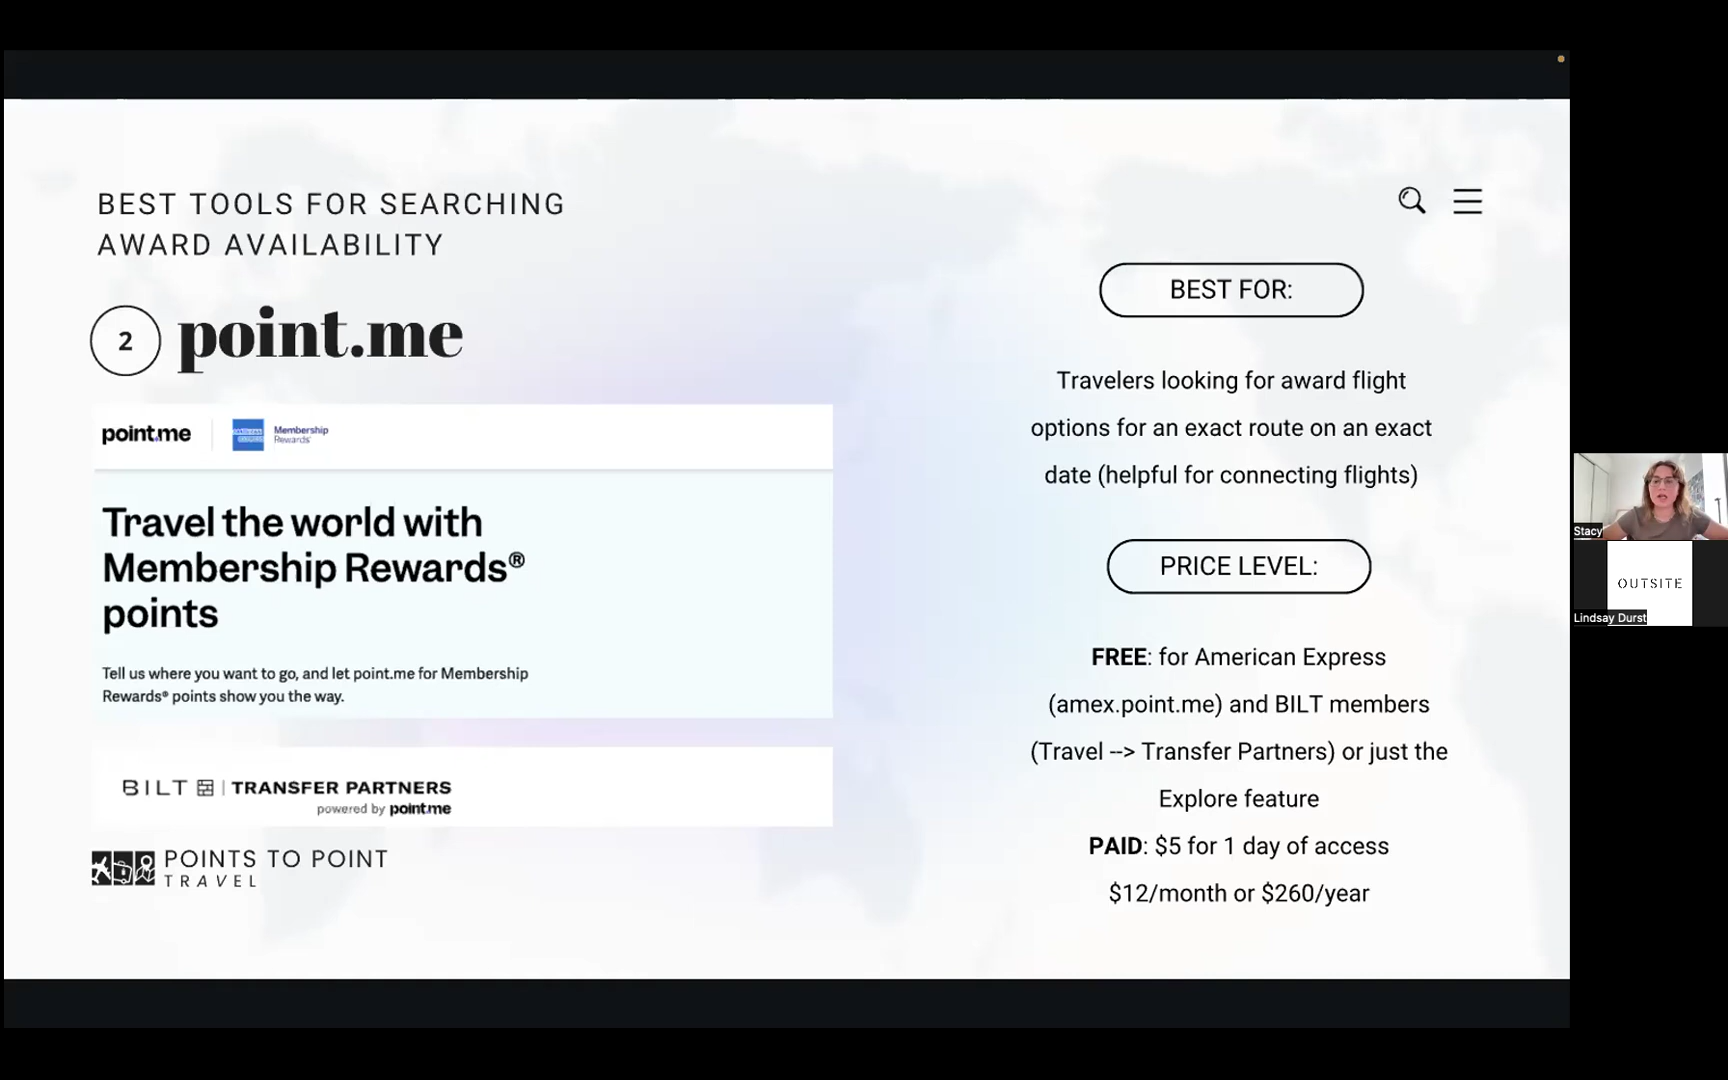 BEST TOOLS FOR SEARCHING
AWARD AVAILABILITY
2
point.me
point.me
Membership
Rewards®
Travel the world with
Membership Rewards®
points
Tell us where you want to go, and let point.me for Membership
Rewards® points show you the way.
BILT | TRANSFER PARTNERS
powered by point.me
POINTS TO POINT
TRAVEL
BEST FOR:
Travelers looking for award flight
options for an exact route on an exact
date (helpful for connecting flights)
PRICE LEVEL:
FREE: for American Express
(amex.point.me) and BILT members
(Travel --> Transfer Partners) or just the
Explore feature
PAID: $5 for 1 day of access
$12/month or $260/year
Stacy
OUTSITE
Lindsay Durst